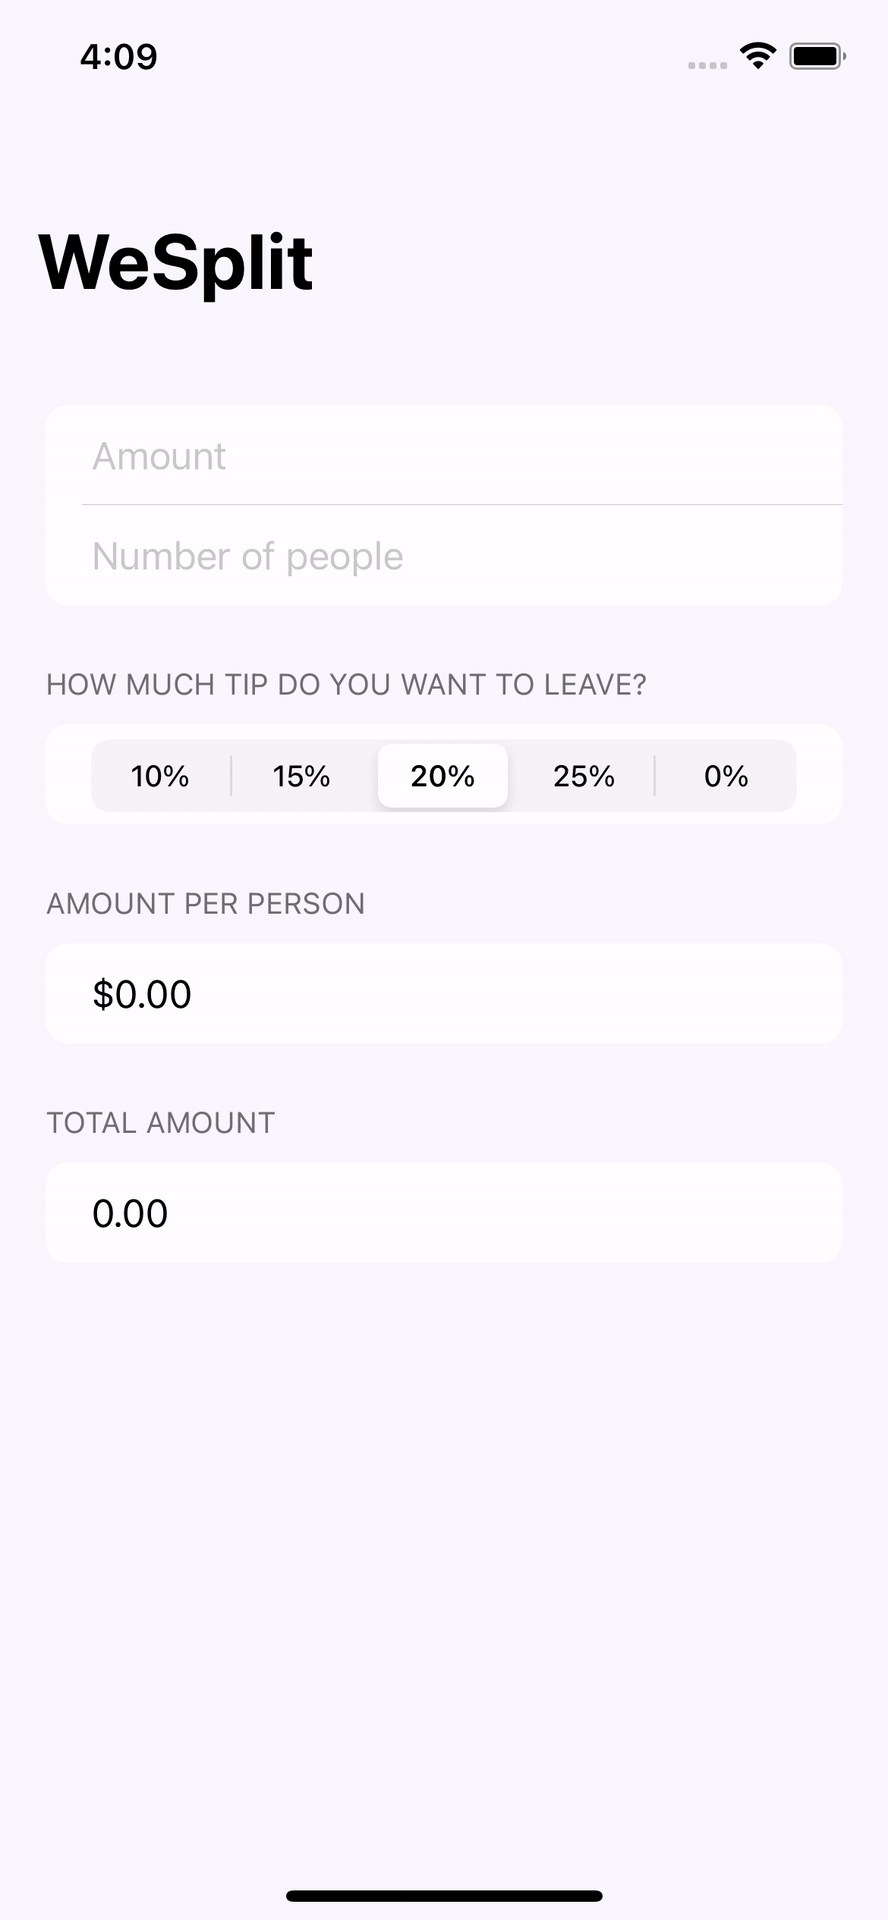 4:09
WeSplit
Amount
Number of people
HOW MUCH TIP DO YOU WANT TO LEAVE?
10% 15% 20% 25% 0%
AMOUNT PER PERSON
$0.00
TOTAL AMOUNT
0.00